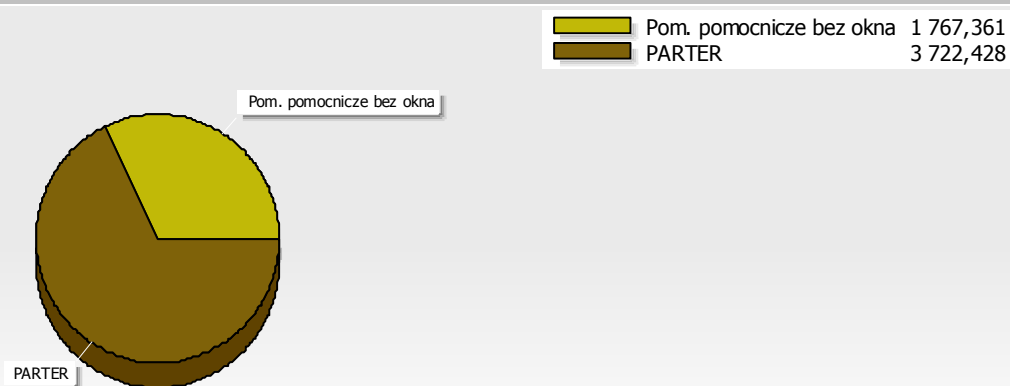 Pom. pomocnicze bez okna 1 767,361
PARTER 3 722,428
Pom. pomocnicze bez okna
PARTER